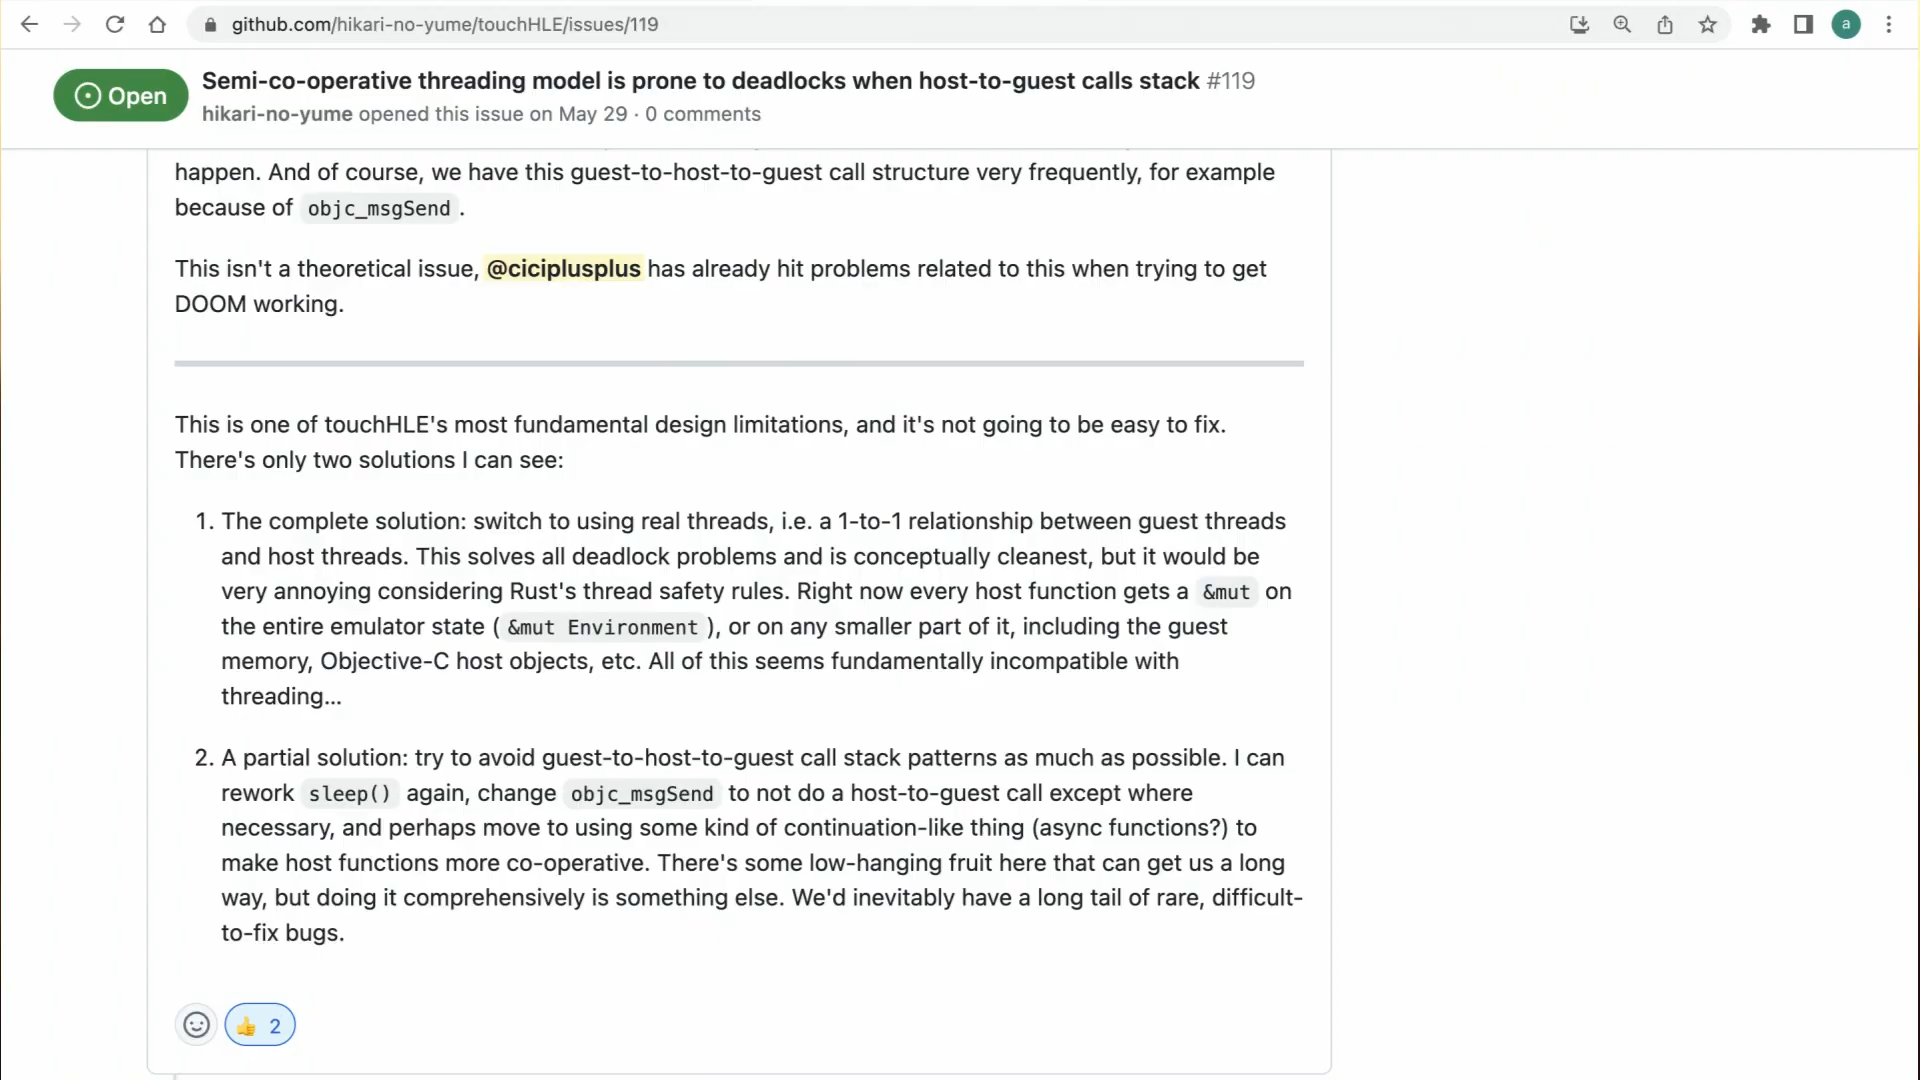 github.com/hikari-no-yume/touchHLE/issues/119
a
Open
Semi-co-operative threading model is prone to deadlocks when host-to-guest calls stack #119
hikari-no-yume opened this issue on May 29 · 0 comments
happen. And of course, we have this guest-to-host-to-guest call structure very frequently, for example
because of objc_msgSend .
This isn't a theoretical issue, @ciciplusplus has already hit problems related to this when trying to get
DOOM working.
This is one of touchHLE's most fundamental design limitations, and it's not going to be easy to fix.
There's only two solutions I can see:
1. The complete solution: switch to using real threads, i.e. a 1-to-1 relationship between guest threads
and host threads. This solves all deadlock problems and is conceptually cleanest, but it would be
very annoying considering Rust's thread safety rules. Right now every host function gets a &mut on
the entire emulator state ( &mut Environment ), or on any smaller part of it, including the guest
memory, Objective-C host objects, etc. All of this seems fundamentally incompatible with
threading...
2. A partial solution: try to avoid guest-to-host-to-guest call stack patterns as much as possible. I can
rework sleep() again, change objc_msgSend to not do a host-to-guest call except where
necessary, and perhaps move to using some kind of continuation-like thing (async functions?) to
make host functions more co-operative. There's some low-hanging fruit here that can get us a long
way, but doing it comprehensively is something else. We'd inevitably have a long tail of rare, difficult-
to-fix bugs.
👍 2